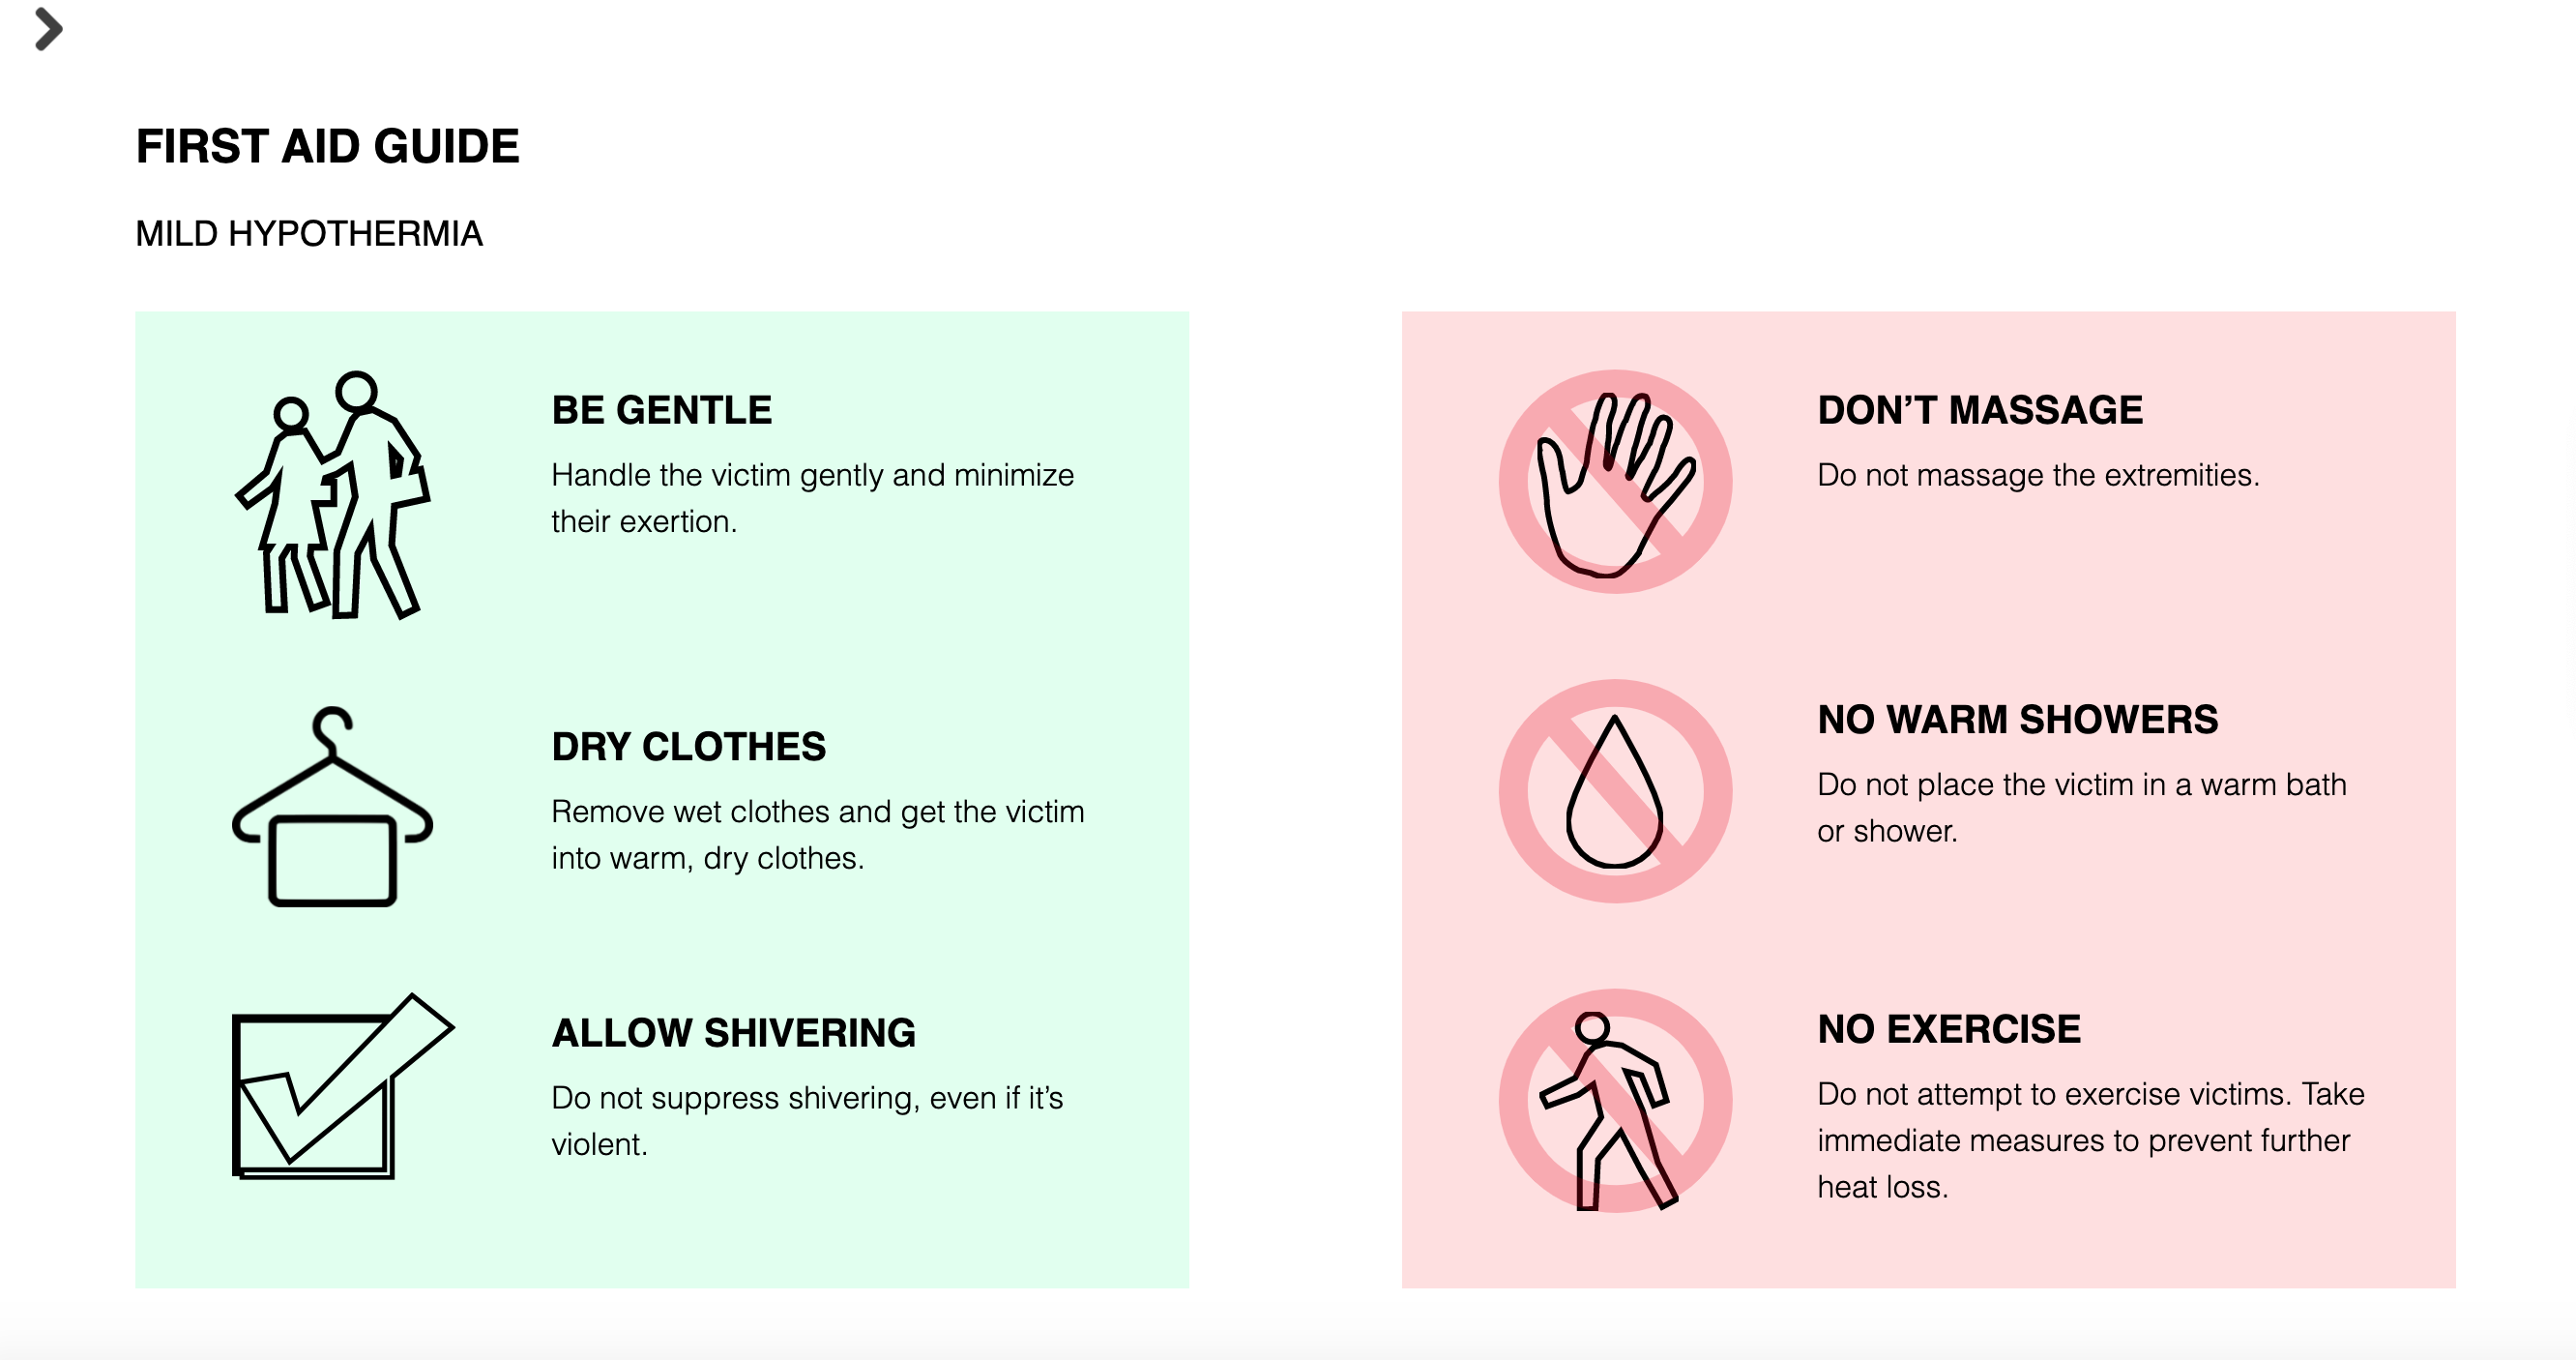 FIRST AID GUIDE
MILD HYPOTHERMIA
BE GENTLE
Handle the victim gently and minimize
their exertion.
DRY CLOTHES
Remove wet clothes and get the victim
into warm, dry clothes.
ALLOW SHIVERING
Do not suppress shivering, even if it’s
violent.
DON’T MASSAGE
Do not massage the extremities.
NO WARM SHOWERS
Do not place the victim in a warm bath
or shower.
NO EXERCISE
Do not attempt to exercise victims. Take
immediate measures to prevent further
heat loss.